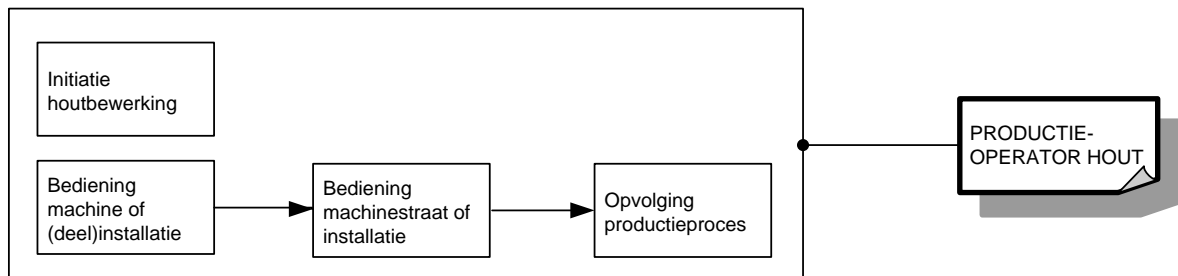 Initiatie
houtbewerking
Bediening
machine of
(deel)installatie
Bediening
machinestraat of
installatie
Opvolging
productieproces
PRODUCTIE-
OPERATOR HOUT